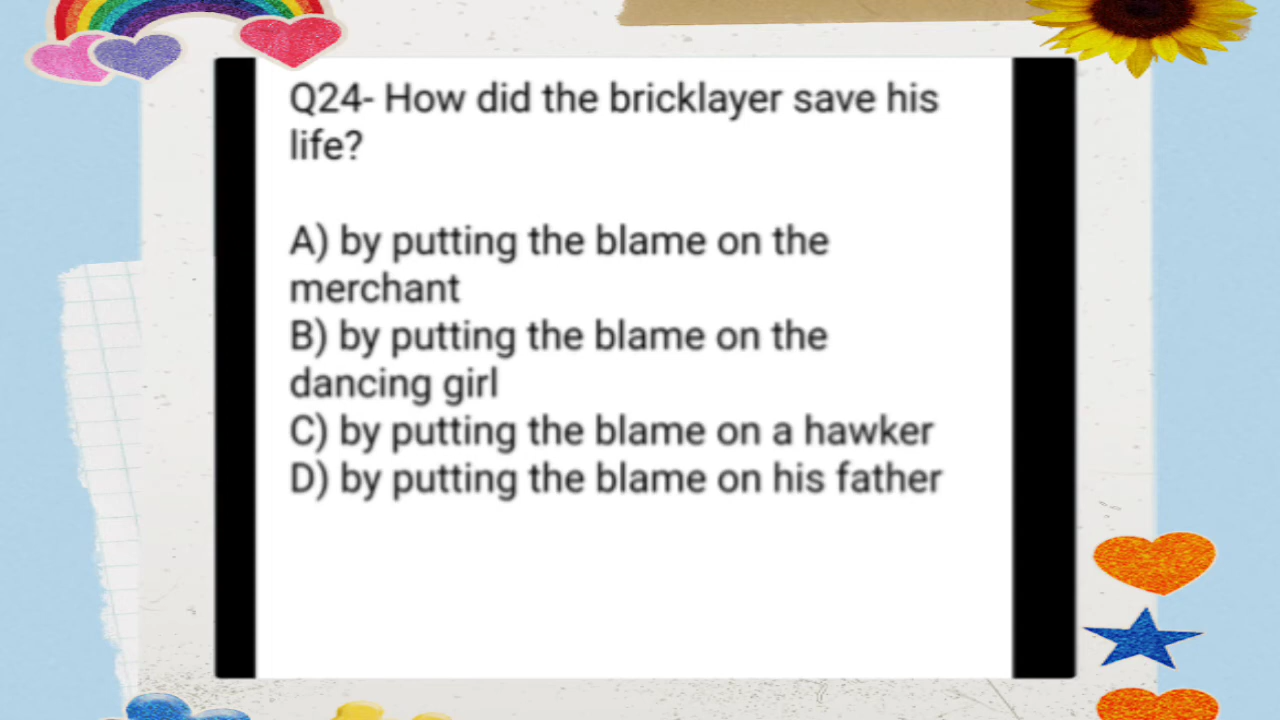 Q24- How did the bricklayer save his
life?
A) by putting the blame on the
merchant
B) by putting the blame on the
dancing girl
C) by putting the blame on a hawker
D) by putting the blame on his father